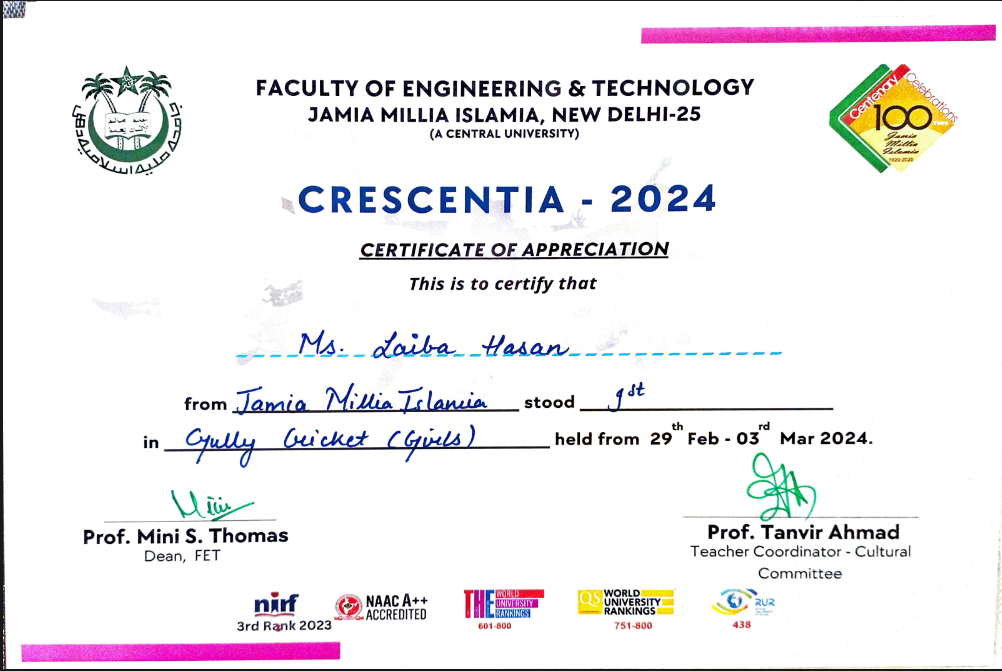 FACULTY OF ENGINEERING & TECHNOLOGY
JAMIA MILLIA ISLAMIA, NEW DELHI-25
(A CENTRAL UNIVERSITY)
Centenary Celebrations
100
Jamia
Millia
Islamia
1920-2020
CRESCENTIA - 2024
CERTIFICATE OF APPRECIATION
This is to certify that
Ms. Laiba Hasan
from Jamia Millia Islamia stood 1st
in Gully Cricket (Girls) held from 29th Feb - 03rd Mar 2024.
Prof. Mini S. Thomas
Dean, FET
Prof. Tanvir Ahmad
Teacher Coordinator - Cultural
Committee
nirf
3rd Rank 2023
NAAC A++
ACCREDITED
THE WORLD
UNIVERSITY
RANKINGS
601-800
QS WORLD
UNIVERSITY
RANKINGS
751-800
RUR
438